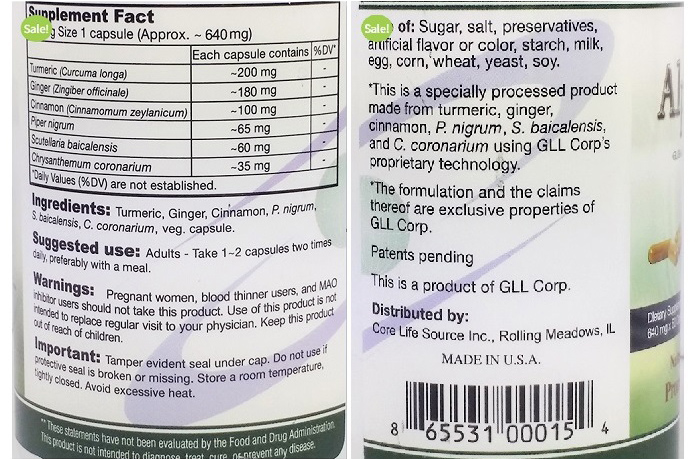 Supplement Fact
Sale!
g Size 1 capsule (Approx. ~ 640mg)
Each capsule contains %DV*
Turmeric (Curcuma longa) ~200 mg -
Ginger (Zingiber officinale) ~180 mg -
Cinnamon (Cinnamomum zeylanicum) ~100 mg -
Piper nigrum ~65 mg -
Scutellaria baicalensis ~60 mg -
Chrysanthemum coronarium ~35 mg -
*Daily Values (%DV) are not established.
Ingredients: Turmeric, Ginger, Cinnamon, P. nigrum,
S. baicalensis, C. coronarium, veg. capsule.
Suggested use: Adults - Take 1~2 capsules two times
daily, preferably with a meal.
Warnings: Pregnant women, blood thinner users, and MAO
inhibitor users should not take this product. Use of this product is not
intended to replace regular visit to your physician. Keep this product
out of reach of children.
Important: Tamper evident seal under cap. Do not use if
protective seal is broken or missing. Store a room temperature,
tightly closed. Avoid excessive heat.
** These statements have not been evaluated by the Food and Drug Administration.
This product is not intended to diagnose, treat, cure, or prevent any disease.
Sale!
of: Sugar, salt, preservatives,
artificial flavor or color, starch, milk,
egg, corn, wheat, yeast, soy.
*This is a specially processed product
made from turmeric, ginger,
cinnamon, P. nigrum, S. baicalensis,
and C. coronarium using GLL Corp's
proprietary technology.
*The formulation and the claims
thereof are exclusive properties of
GLL Corp.
Patents pending
This is a product of GLL Corp.
Distributed by:
Core Life Source Inc., Rolling Meadows, IL
MADE IN U.S.A.
8 65531 00015 4
Dietary
640 mg